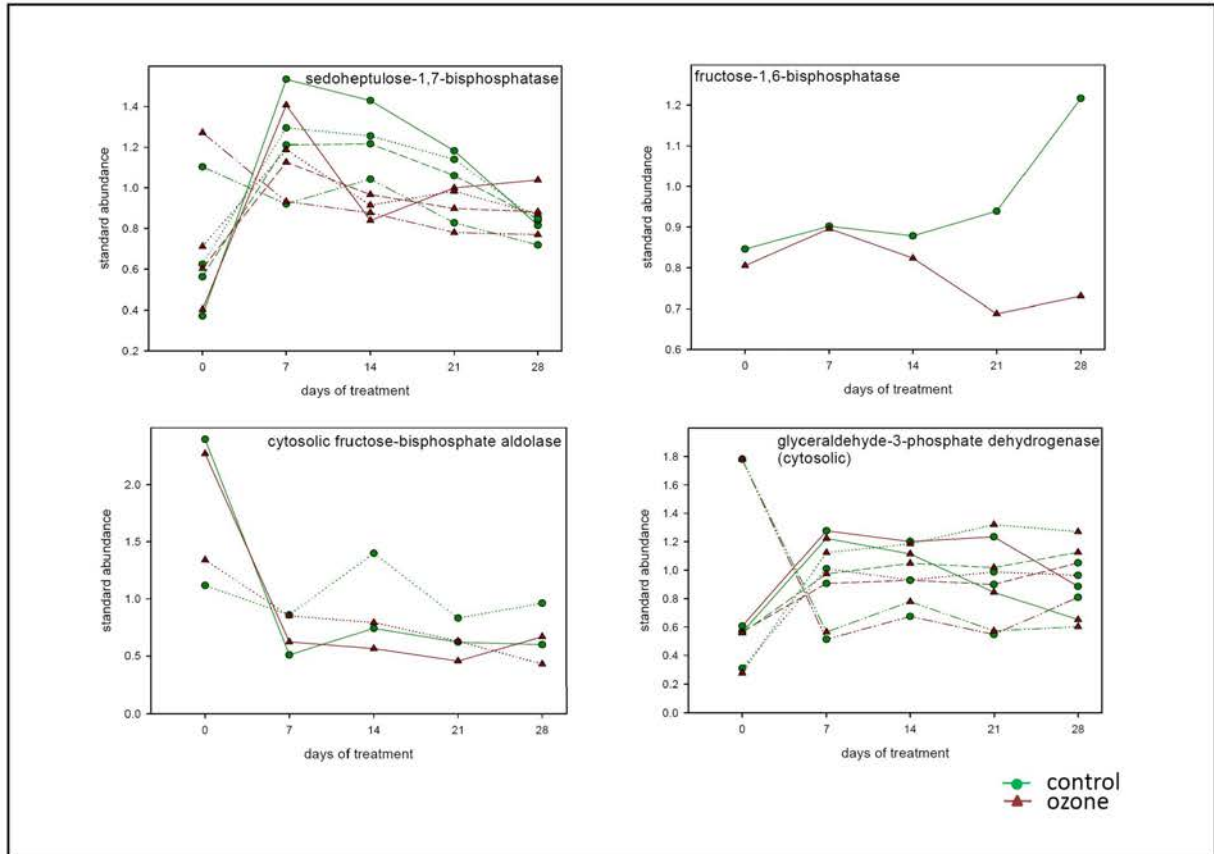 sedoheptulose-1,7-bisphosphatase
standard abundance
1.4
1.2
1.0
0.8
0.6
0.4
0.2
0 7 14 21 28
days of treatment
fructose-1,6-bisphosphatase
standard abundance
1.2
1.1
1.0
0.9
0.8
0.7
0.6
0 7 14 21 28
days of treatment
cytosolic fructose-bisphosphate aldolase
standard abundance
2.0
1.5
1.0
0.5
0.0
0 7 14 21 28
days of treatment
glyceraldehyde-3-phosphate dehydrogenase
(cytosolic)
standard abundance
1.8
1.6
1.4
1.2
1.0
0.8
0.6
0.4
0.2
0.0
0 7 14 21 28
days of treatment
control
ozone